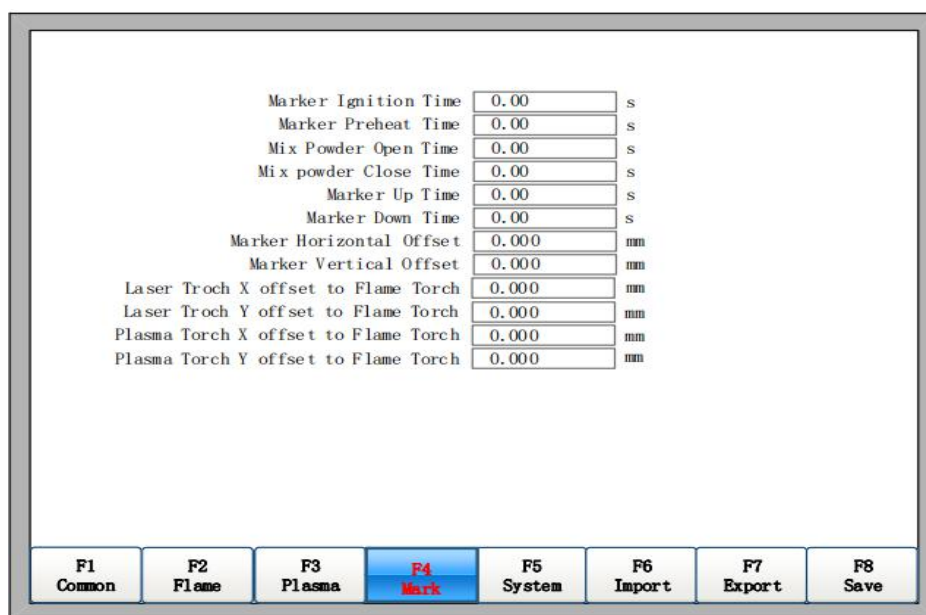 Marker Ignition Time 0.00 s
Marker Preheat Time 0.00 s
Mix Powder Open Time 0.00 s
Mix powder Close Time 0.00 s
Marker Up Time 0.00 s
Marker Down Time 0.00 s
Marker Horizontal Offset 0.000 mm
Marker Vertical Offset 0.000 mm
Laser Troch X offset to Flame Torch 0.000 mm
Laser Troch Y offset to Flame Torch 0.000 mm
Plasma Torch X offset to Flame Torch 0.000 mm
Plasma Torch Y offset to Flame Torch 0.000 mm
F1 F2 F3 F4 F5 F6 F7 F8
Common Flame Plasma Mark System Import Export Save